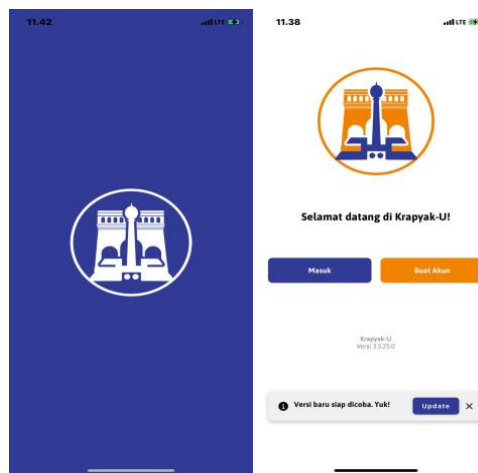 11.42
LTE
11.38
LTE
Selamat datang di Krapyak-U!
Masuk
Buat Akun
Krapyak-U
Versi 3.5.25.0
Versi baru siap dicoba. Yuk!
Update